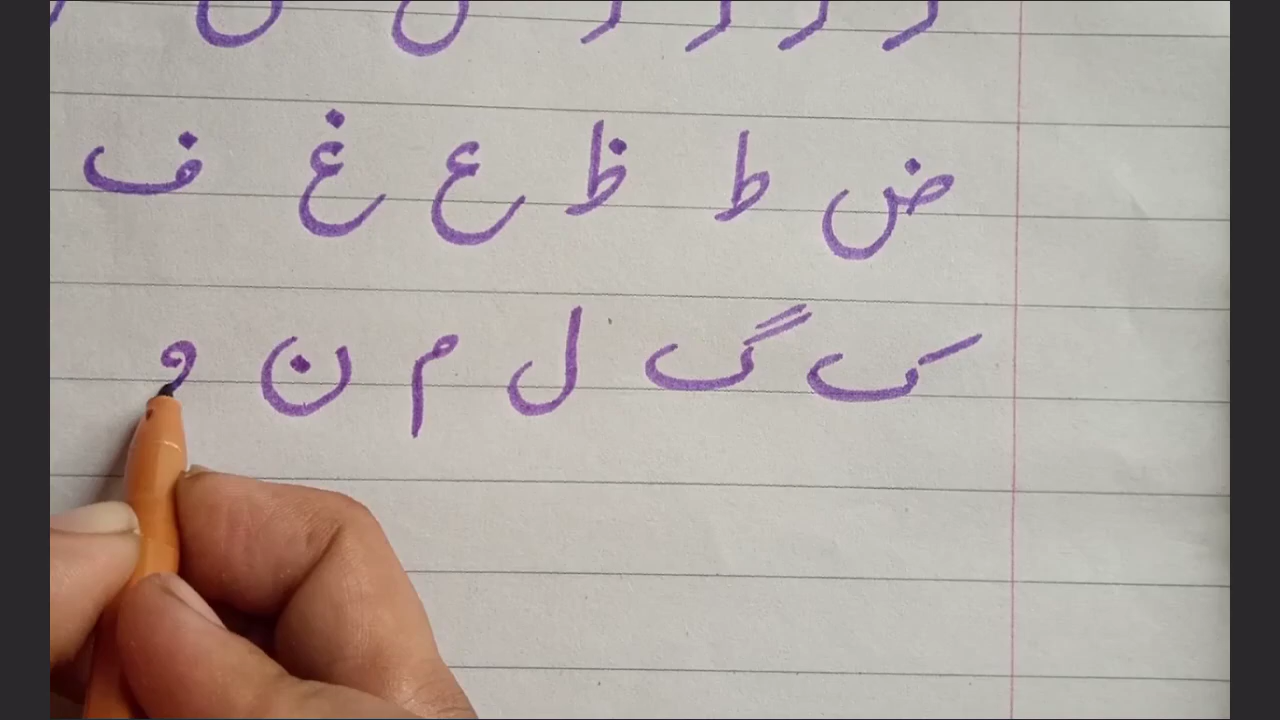 ض ط ظ ع غ ف
ک گ ل م ن و